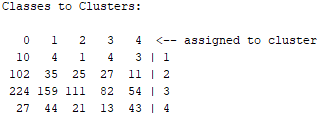 Classes to Clusters:
0 1 2 3 4 <-- assigned to cluster
10 4 1 4 3 | 1
102 35 25 27 11 | 2
224 159 111 82 54 | 3
27 44 21 13 43 | 4